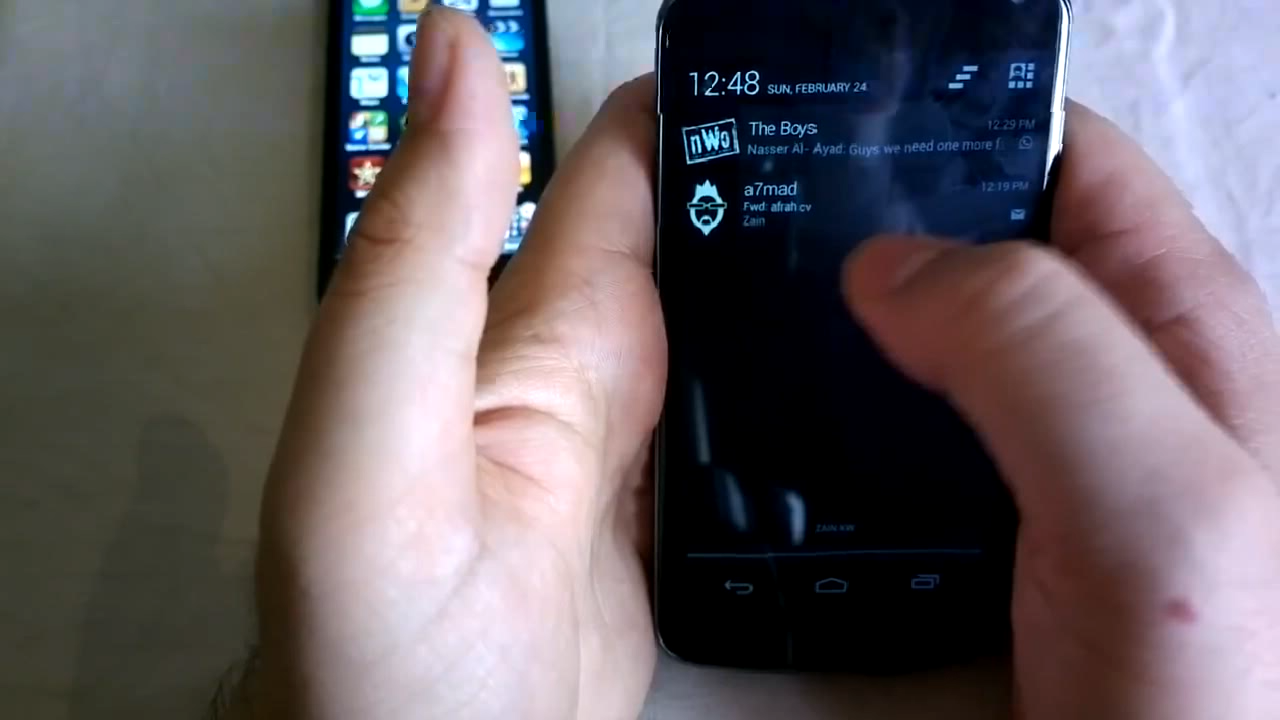 12:48 SUN, FEBRUARY 24
nWo
The Boys 12:29 PM
Nasser Al- Ayad: Guys we need one more f
a7mad 12:19 PM
Fwd: afrah cv
Zain
ZAIN KW